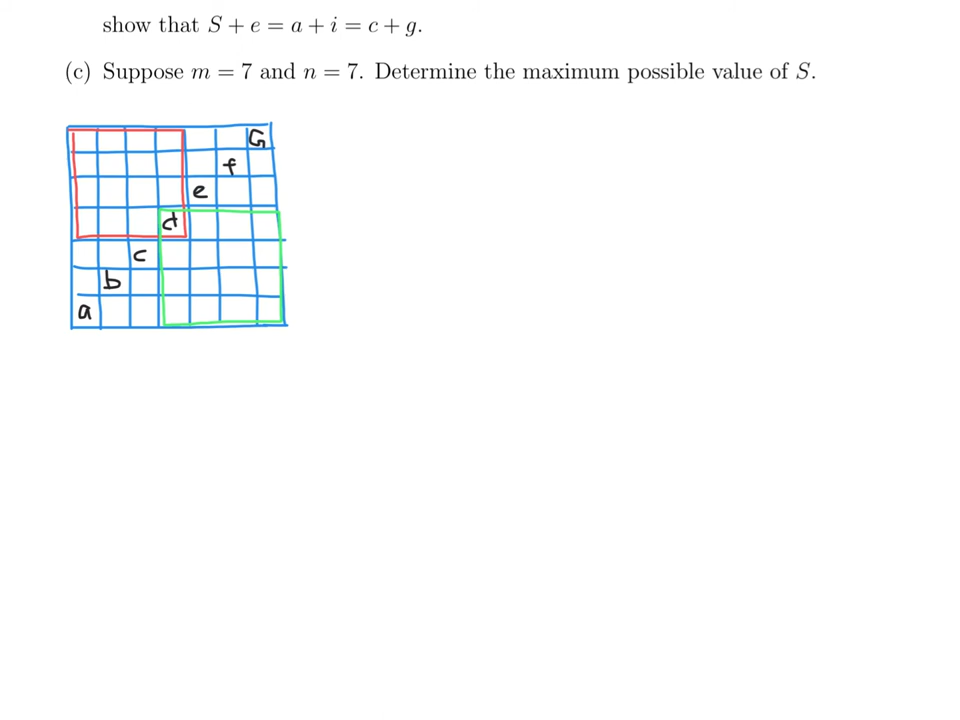 show that S + e = a + i = c + g.
(c) Suppose m = 7 and n = 7. Determine the maximum possible value of S.
G
f
e
d
c
b
a